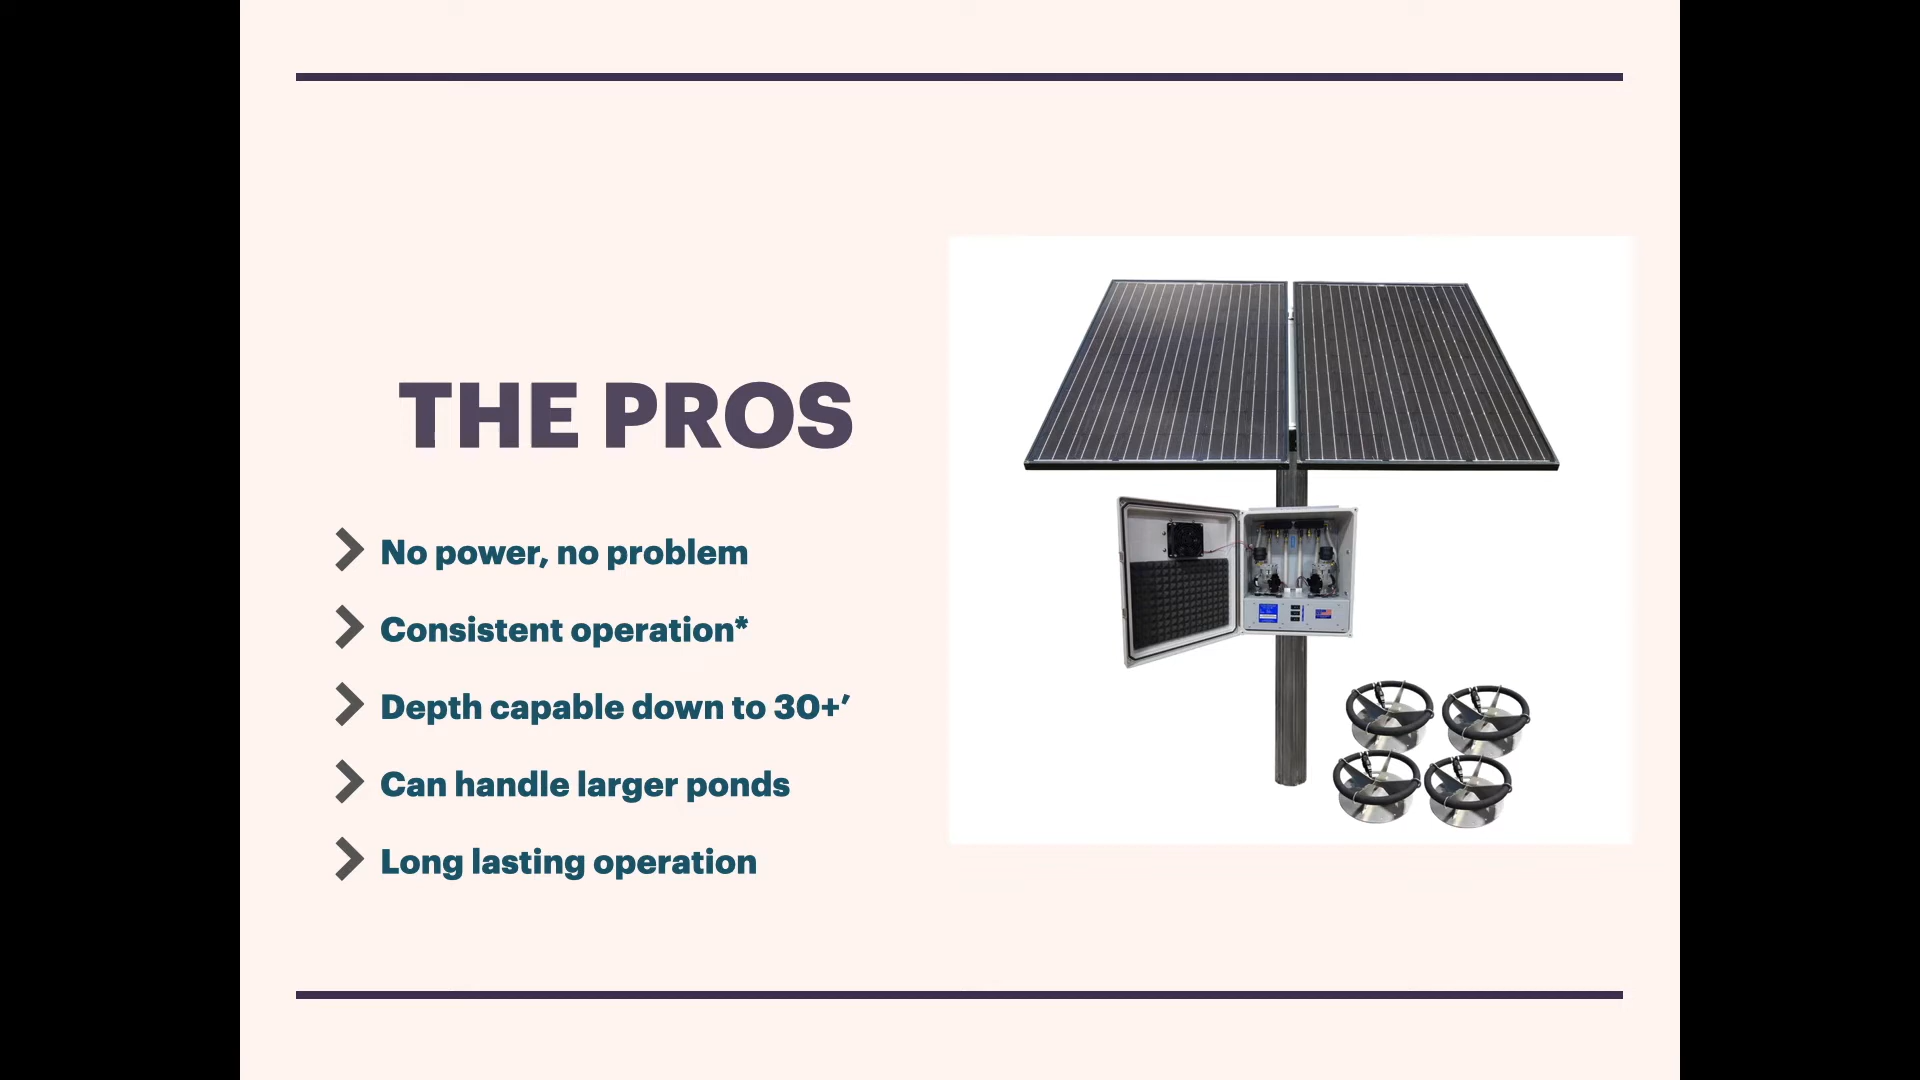 THE PROS
No power, no problem
Consistent operation*
Depth capable down to 30+’
Can handle larger ponds
Long lasting operation